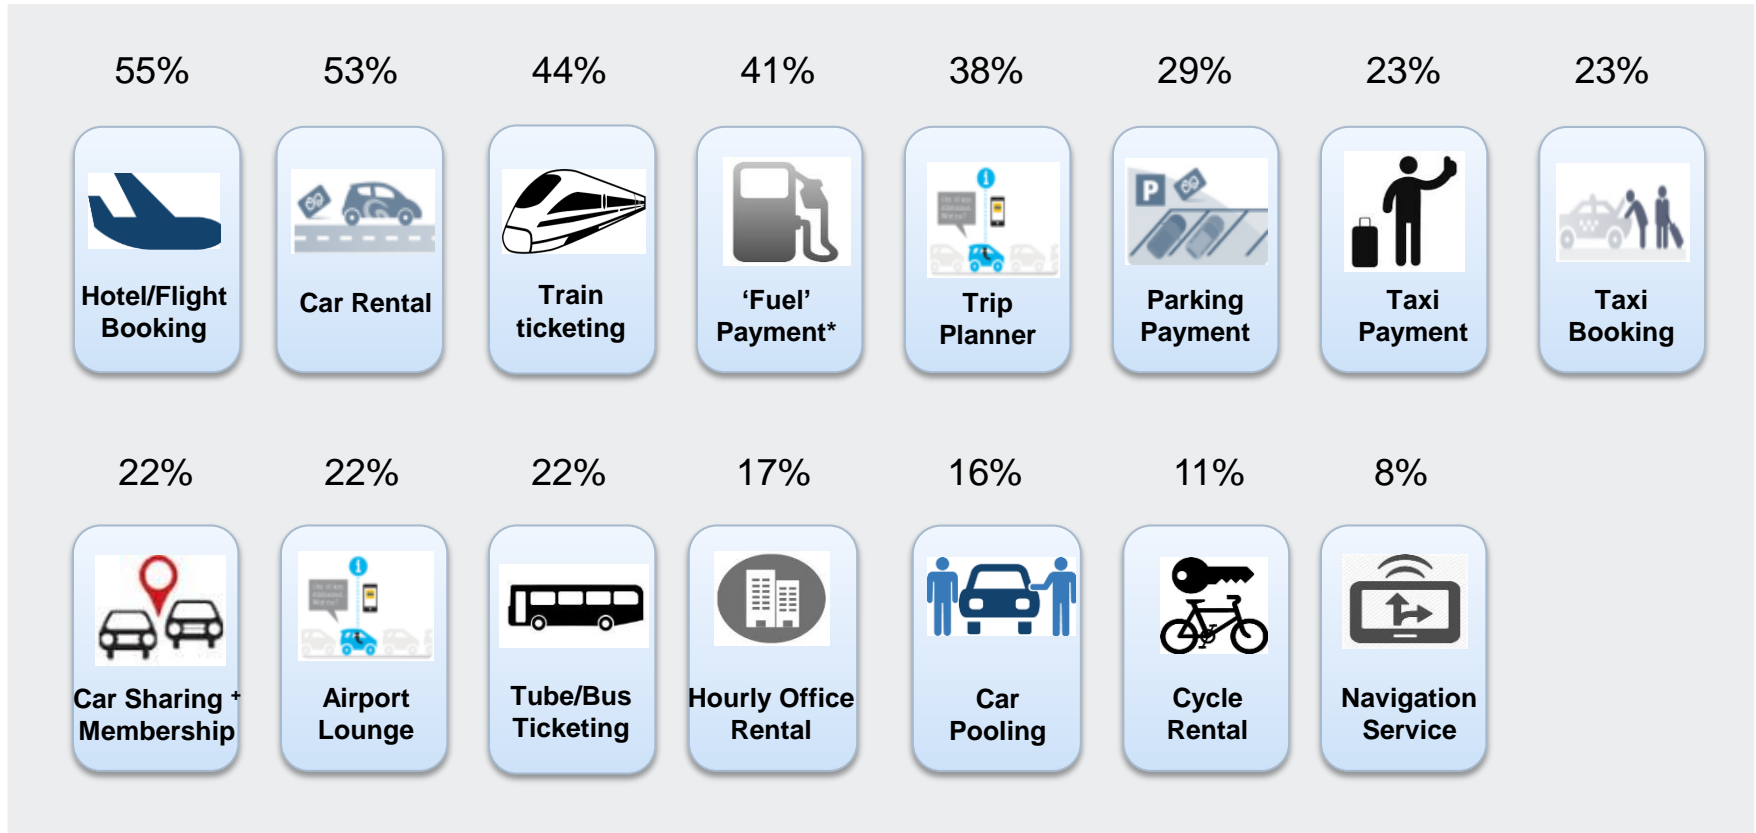 55% 53% 44% 41% 38% 29% 23% 23%
Hotel/Flight
Booking
Car Rental
Train
ticketing
‘Fuel’
Payment*
Trip
Planner
P
Parking
Payment
Taxi
Payment
Taxi
Booking
22% 22% 22% 17% 16% 11% 8%
Car Sharing +
Membership
Airport
Lounge
Tube/Bus
Ticketing
Hourly Office
Rental
Car
Pooling
Cycle
Rental
Navigation
Service